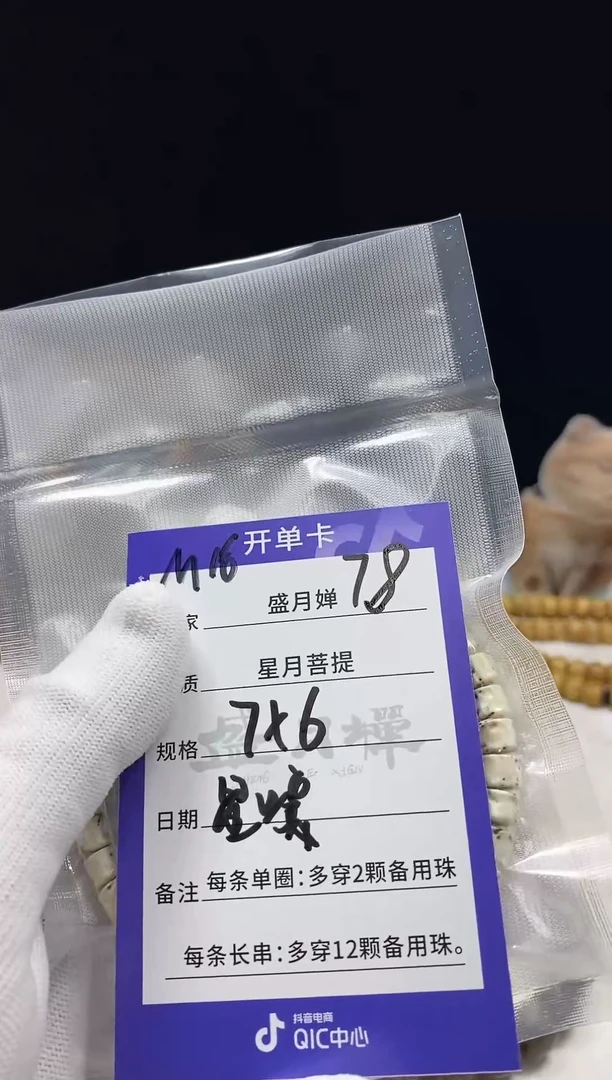 开单卡
M16
家 盛月婵 78
质 星月菩提
规格 7x6
日期
备注 每条单圈:多穿2颗备用珠
每条长串:多穿12颗备用珠。
抖音电商
QIC中心